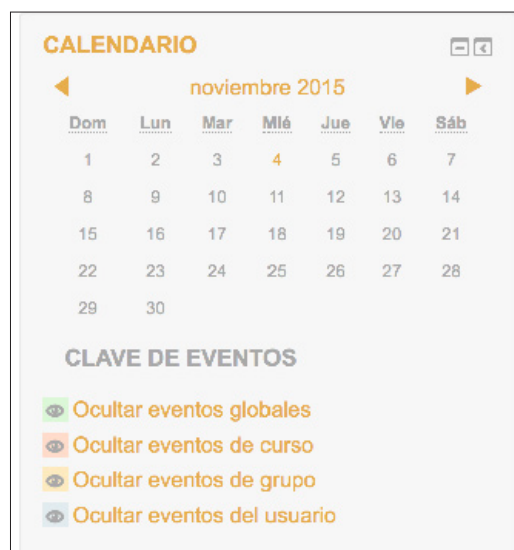 CALENDARIO
noviembre 2015
Dom Lun Mar Mié Jue Vie Sáb
1 2 3 4 5 6 7
8 9 10 11 12 13 14
15 16 17 18 19 20 21
22 23 24 25 26 27 28
29 30
CLAVE DE EVENTOS
Ocultar eventos globales
Ocultar eventos de curso
Ocultar eventos de grupo
Ocultar eventos del usuario